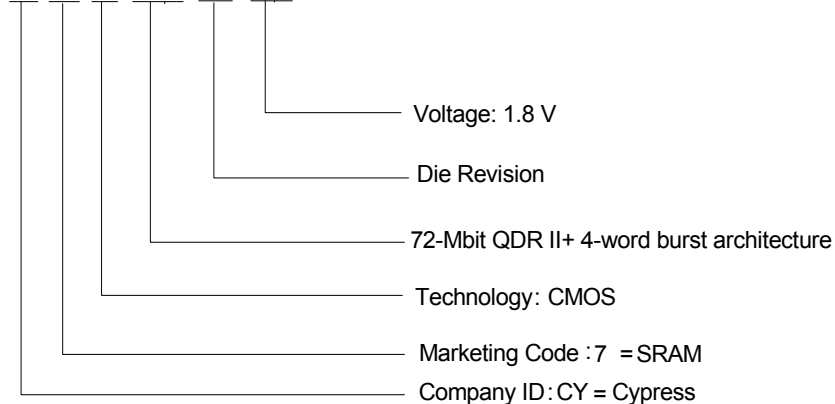 Voltage: 1.8 V
Die Revision
72-Mbit QDR II+ 4-word burst architecture
Technology: CMOS
Marketing Code : 7 = SRAM
Company ID: CY = Cypress